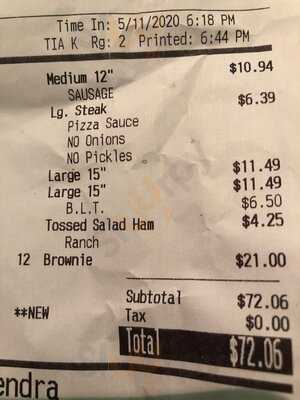 Time In: 5/11/2020 6:18 PM
TIA K Rg: 2 Printed: 6:44 PM
Medium 12" $10.94
SAUSAGE
Lg. Steak $6.39
Pizza Sauce
NO Onions
NO Pickles
Large 15" $11.49
Large 15" $11.49
B.L.T. $6.50
Tossed Salad Ham $4.25
Ranch
12 Brownie $21.00
Subtotal $72.06
**NEW Tax $0.00
Total $72.06
endra